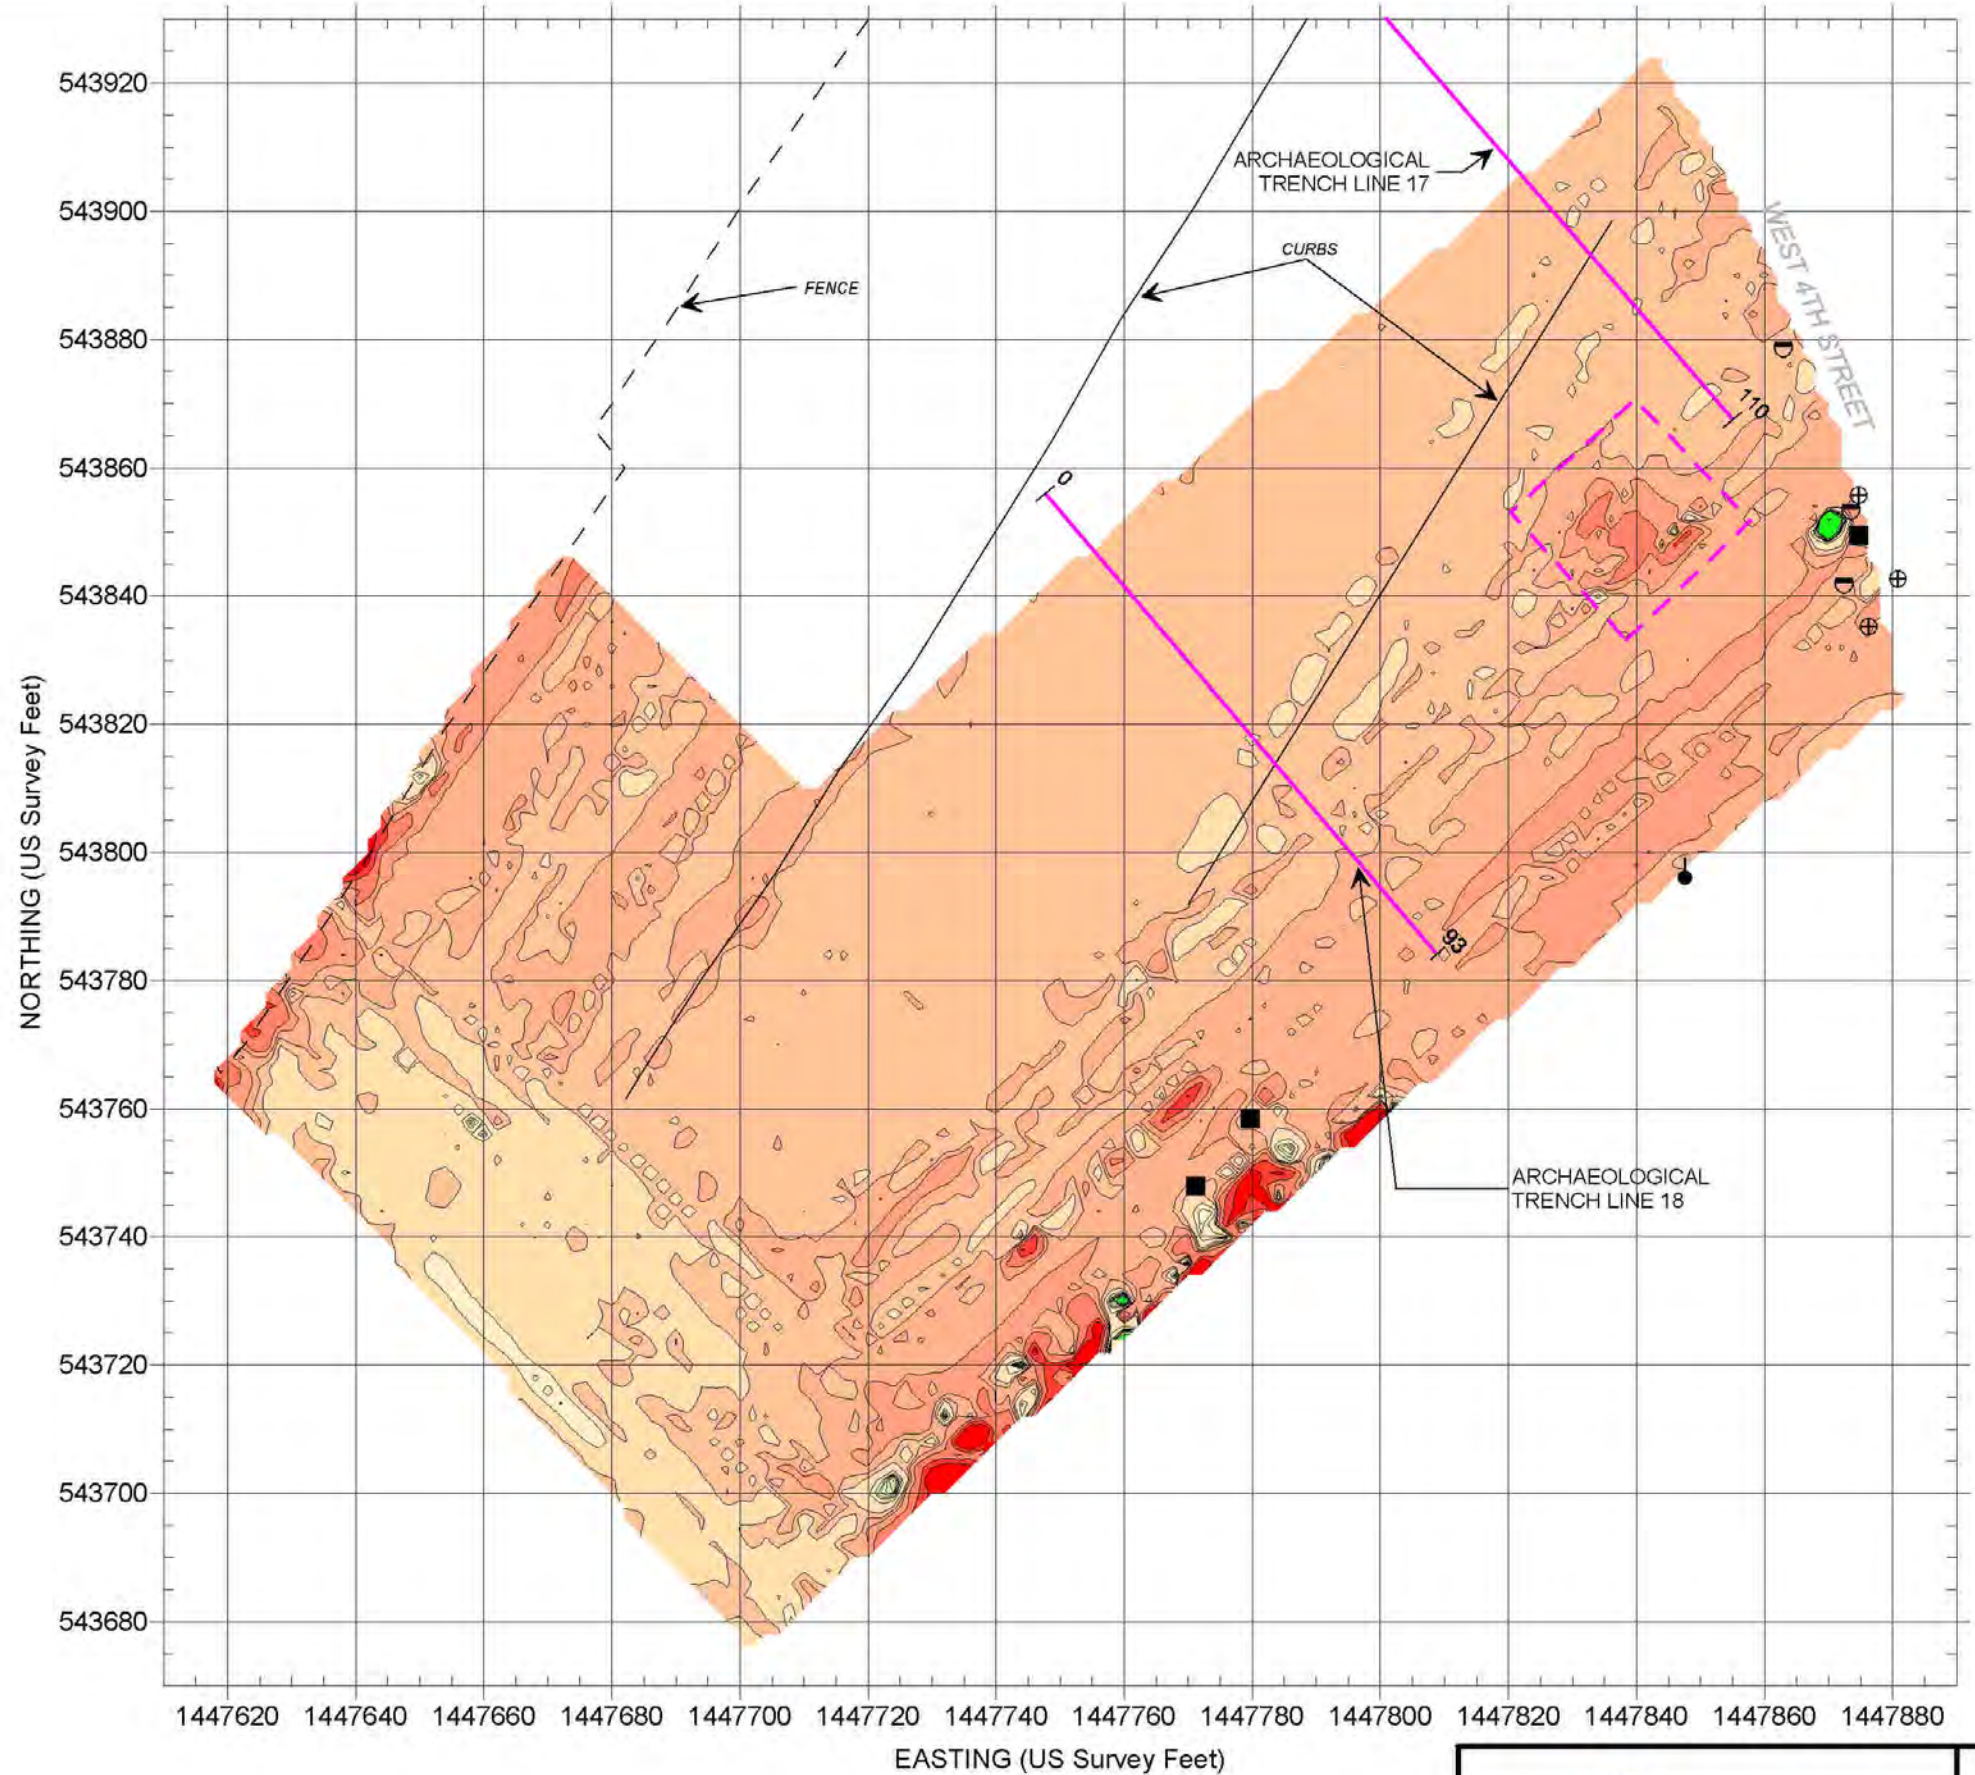 543920
ARCHAEOLOGICAL
TRENCH LINE 17
543900
WEST 4TH STREET
CURBS
FENCE
543880
110
543860
0
543840
543820
NORTHING (US Survey Feet)
543800
93
543780
543760
ARCHAEOLOGICAL
TRENCH LINE 18
543740
543720
543700
543680
1447620 1447640 1447660 1447680 1447700 1447720 1447740 1447760 1447780 1447800 1447820 1447840 1447860 1447880
EASTING (US Survey Feet)